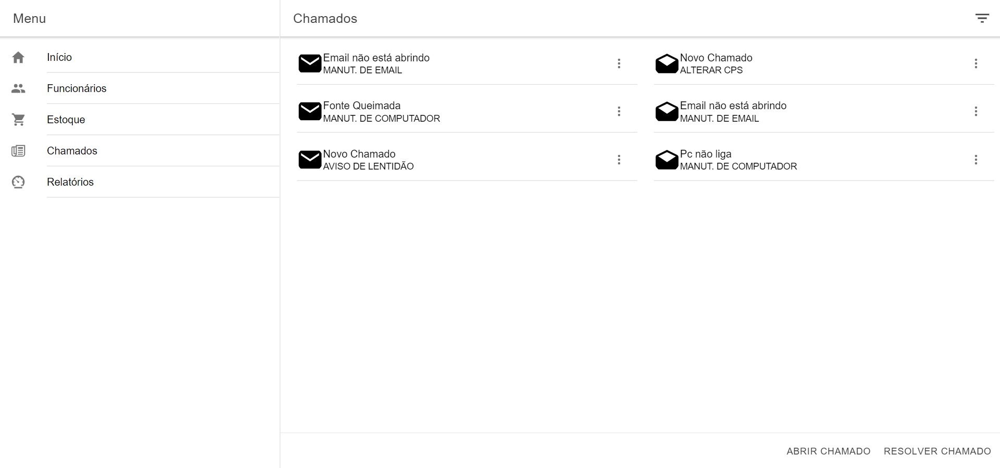 Menu
Início
Funcionários
Estoque
Chamados
Relatórios
Chamados
Email não está abrindo
MANUT. DE EMAIL
Novo Chamado
ALTERAR CPS
Fonte Queimada
MANUT. DE COMPUTADOR
Email não está abrindo
MANUT. DE EMAIL
Novo Chamado
AVISO DE LENTIDÃO
Pc não liga
MANUT. DE COMPUTADOR
ABRIR CHAMADO
RESOLVER CHAMADO